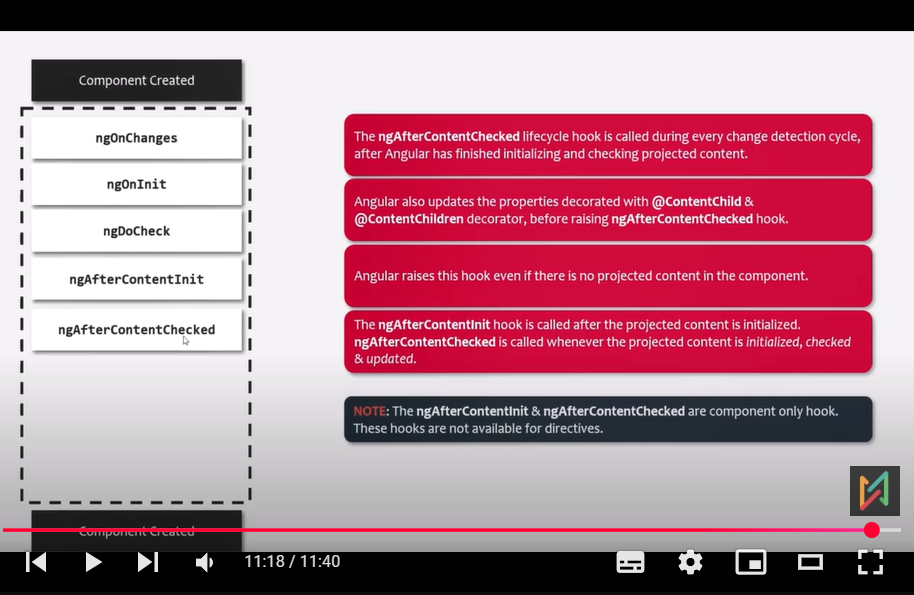 Component Created
ngOnChanges
ngOnInit
ngDoCheck
ngAfterContentInit
ngAfterContentChecked
The ngAfterContentChecked lifecycle hook is called during every change detection cycle,
after Angular has finished initializing and checking projected content.
Angular also updates the properties decorated with @ContentChild &
@ContentChildren decorator, before raising ngAfterContentChecked hook.
Angular raises this hook even if there is no projected content in the component.
The ngAfterContentInit hook is called after the projected content is initialized.
ngAfterContentChecked is called whenever the projected content is initialized, checked
& updated.
NOTE: The ngAfterContentInit & ngAfterContentChecked are component only hook.
These hooks are not available for directives.
Component Created
11:18 / 11:40